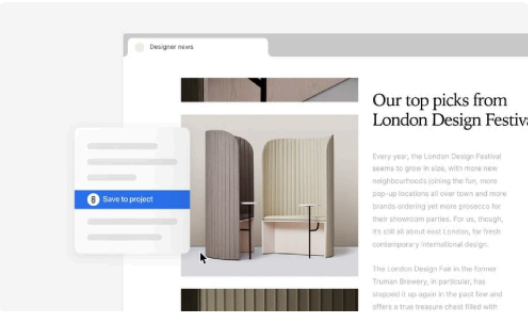 Designer news
Our top picks from
London Design Festiva
Every year, the London Design Festival
seems to grow in size, with more new
neighbourhoods joining the fun, more
pop-up locations all over town and more
brands ordering yet more prosecco for
their showroom parties. For us, though,
it's still all about east London, for fresh
contemporary international design.
The London Design Fair in the former
Truman Brewery, in particular, has
stepped it up again in the past few and
offers a true treasure chest filled with
Save to project